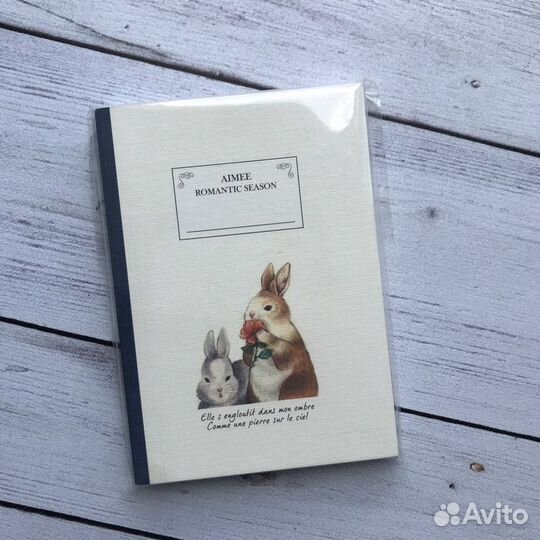 AIMEE
ROMANTIC SEASON
Elle s engloutit dans mon ombre
Comme une pierre sur le ciel
Avito